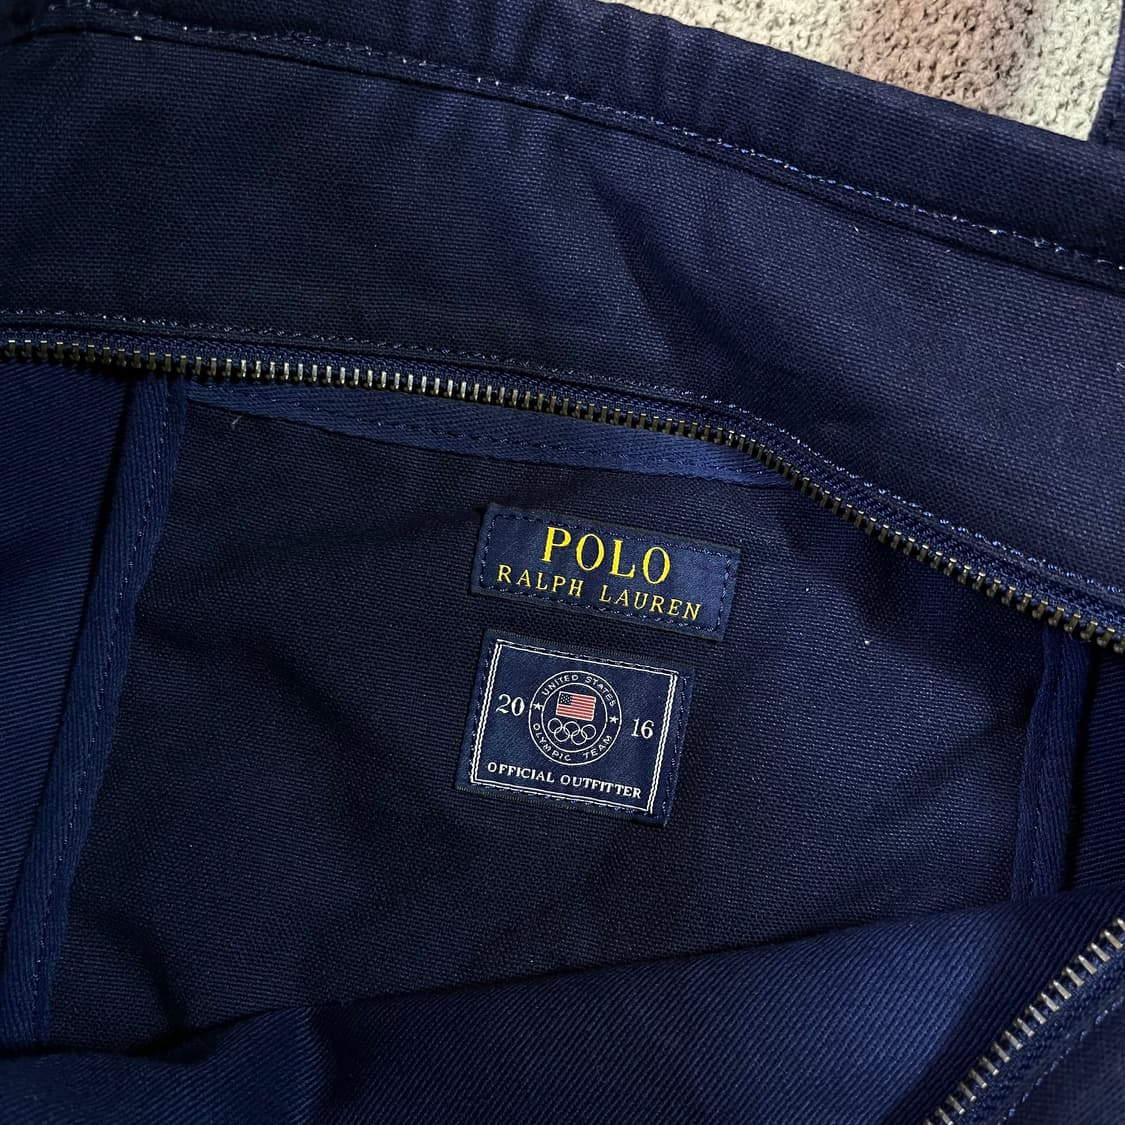 POLO
RALPH LAUREN
UNITED STATES
20 16
OLYMPIC TEAM
OFFICIAL OUTFITTER